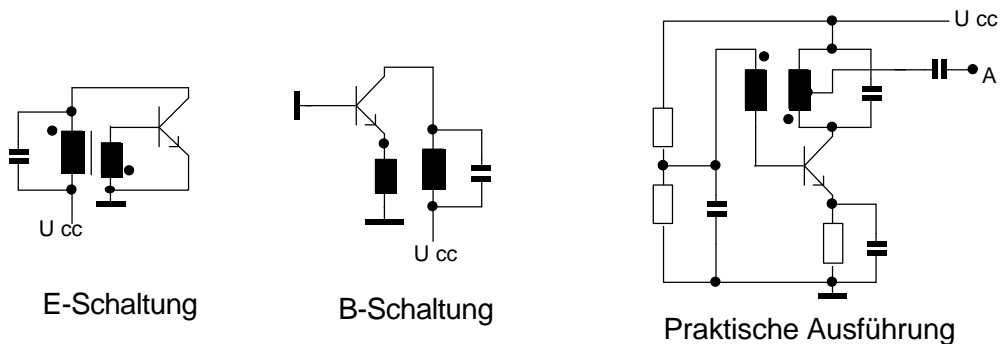 U cc
A
U cc
U cc
E-Schaltung
B-Schaltung
Praktische Ausführung